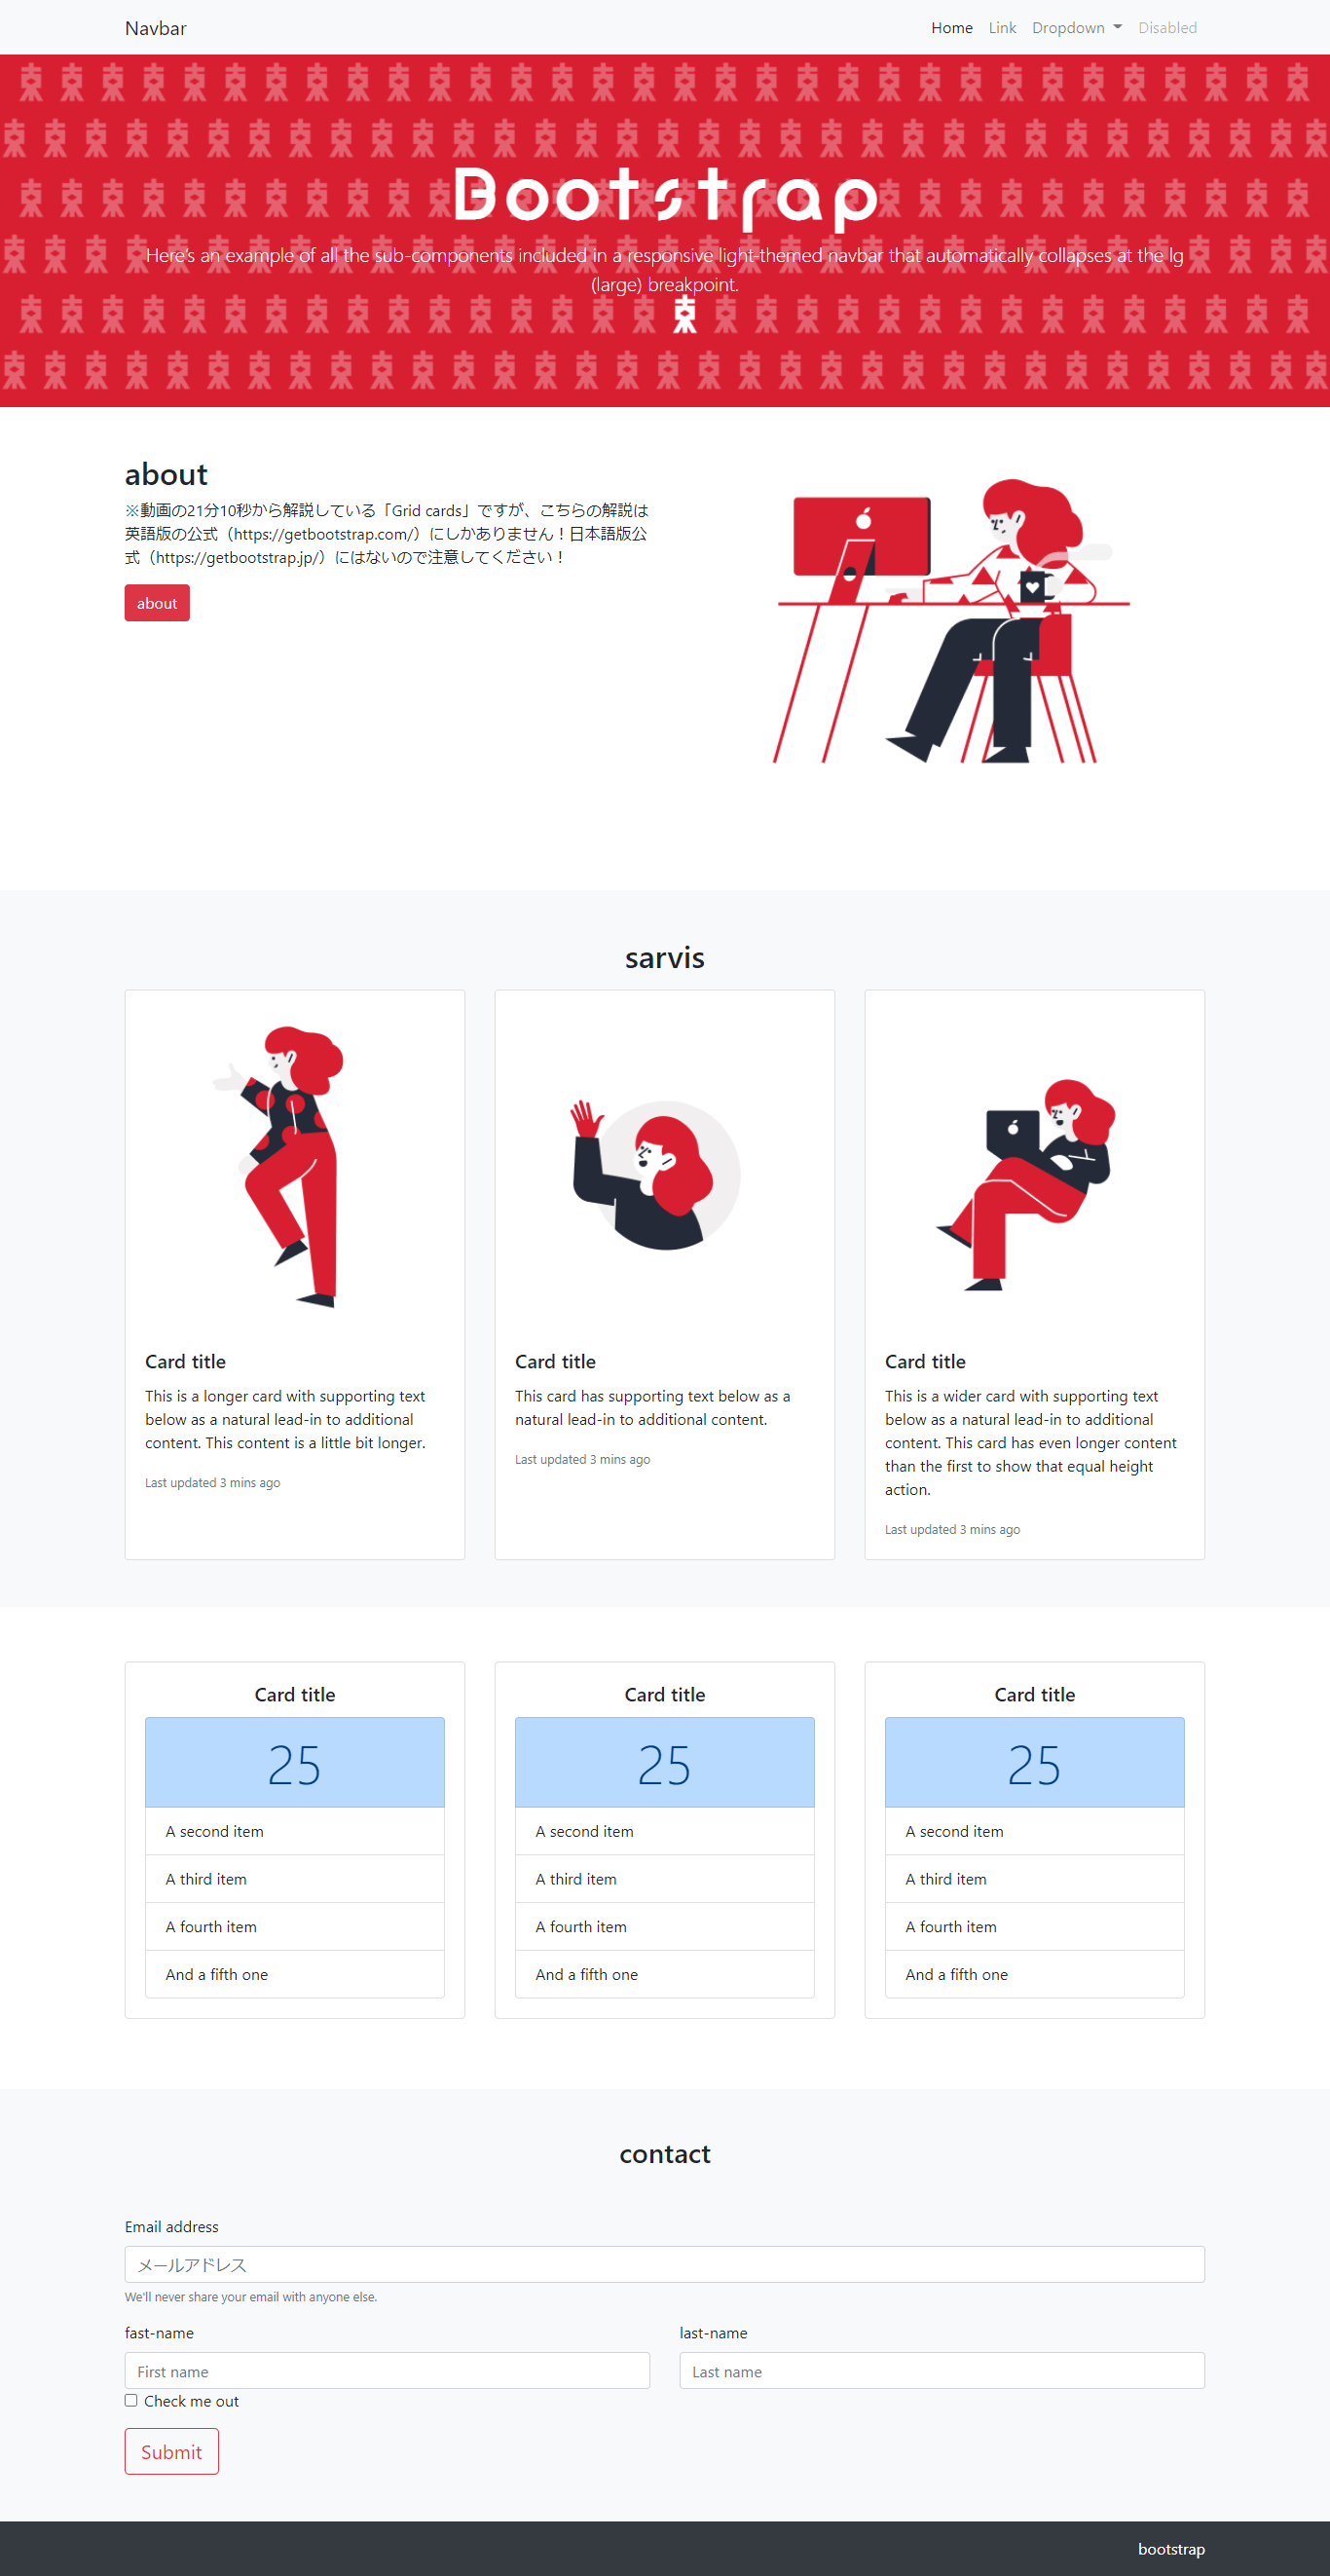 Navbar
Home Link Dropdown Disabled
Bootstrap
Here's an example of all the sub-components included in a responsive light-themed navbar that automatically collapses at the lg
(large) breakpoint.
about
※動画の21分10秒から解説している「Grid cards」ですが、こちらの解説は
英語版の公式（https://getbootstrap.com/）にしかありません！日本語版公
式（https://getbootstrap.jp/）にはないので注意してください！
about
sarvis
Card title
This is a longer card with supporting text
below as a natural lead-in to additional
content. This content is a little bit longer.
Last updated 3 mins ago
Card title
This card has supporting text below as a
natural lead-in to additional content.
Last updated 3 mins ago
Card title
This is a wider card with supporting text
below as a natural lead-in to additional
content. This card has even longer content
than the first to show that equal height
action.
Last updated 3 mins ago
Card title
25
A second item
A third item
A fourth item
And a fifth one
Card title
25
A second item
A third item
A fourth item
And a fifth one
Card title
25
A second item
A third item
A fourth item
And a fifth one
contact
Email address
メールアドレス
We'll never share your email with anyone else.
fast-name
First name
last-name
Last name
Check me out
Submit
bootstrap